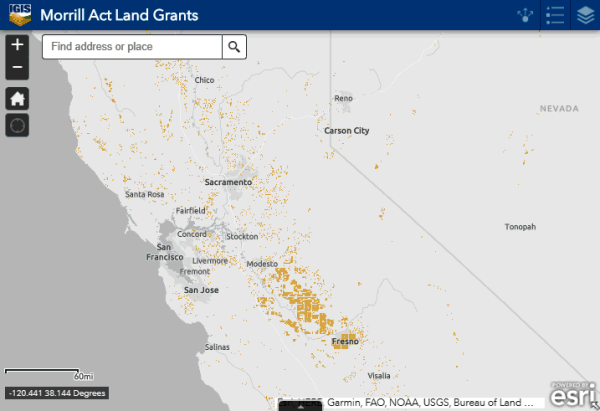 IGIS
Morrill Act Land Grants
+
Find address or place
−
Chico
Reno
NEVADA
Carson City
Sacramento
Santa Rosa
Fairfield
Tonopah
Concord
Stockton
San
Francisco
Livermore
Modesto
Fremont
San Jose
Fresno
Salinas
Visalia
60mi
-120.441 38.144 Degrees
Garmin, FAO, NOAA, USGS, Bureau of Land ...
POWERED BY
esri